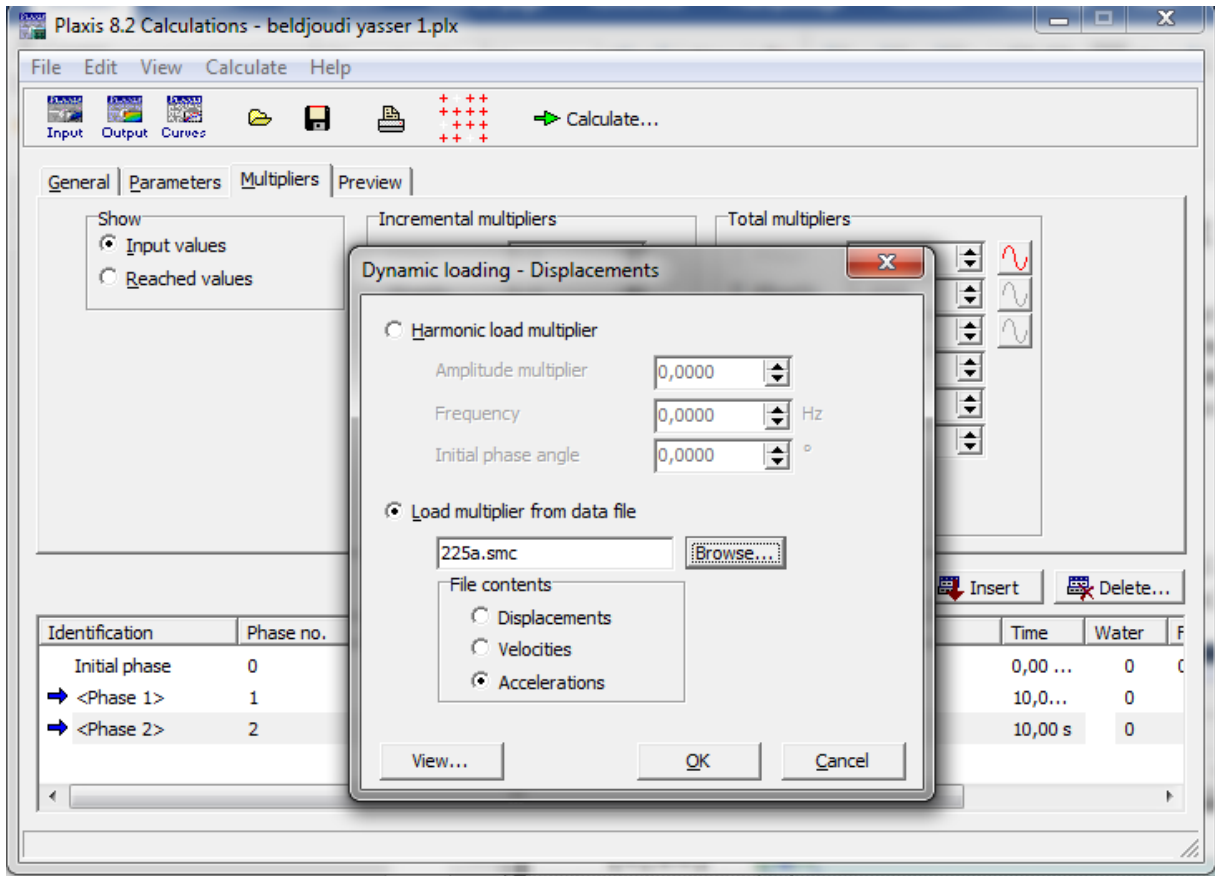 Plaxis 8.2 Calculations - beldjoudi yasser 1.plx
File Edit View Calculate Help
Input Output Curves Calculate...
General Parameters Multipliers Preview
Show
Input values
Reached values
Incremental multipliers
Total multipliers
Dynamic loading - Displacements
Harmonic load multiplier
Amplitude multiplier 0,0000
Frequency 0,0000 Hz
Initial phase angle 0,0000 °
Load multiplier from data file
225a.smc Browse...
File contents
Displacements
Velocities
Accelerations
View... OK Cancel
Insert Delete...
Identification Phase no. Time Water F
Initial phase 0 0,00 ... 0
<Phase 1> 1 10,0... 0
<Phase 2> 2 10,00 s 0